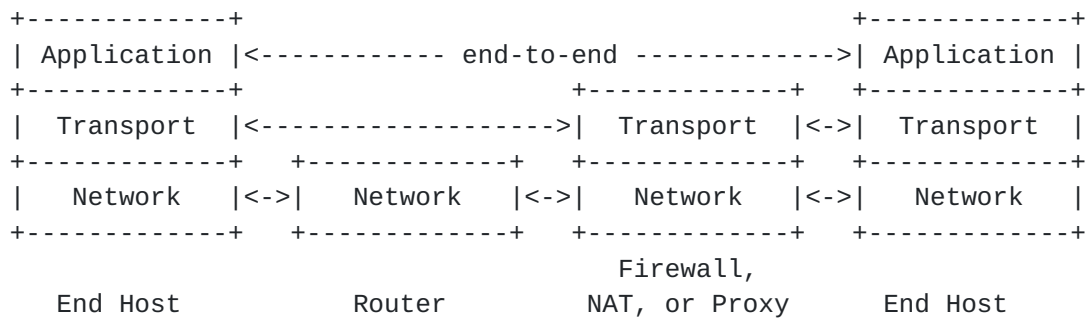 +-------------+                                       +-------------+
| Application |<------------ end-to-end ------------->| Application |
+-------------+                     +-------------+   +-------------+
|  Transport  |<------------------->|  Transport  |<->|  Transport  |
+-------------+   +-------------+   +-------------+   +-------------+
|   Network   |<->|   Network   |<->|   Network   |<->|   Network   |
+-------------+   +-------------+   +-------------+   +-------------+
                                       Firewall,
   End Host           Router         NAT, or Proxy      End Host